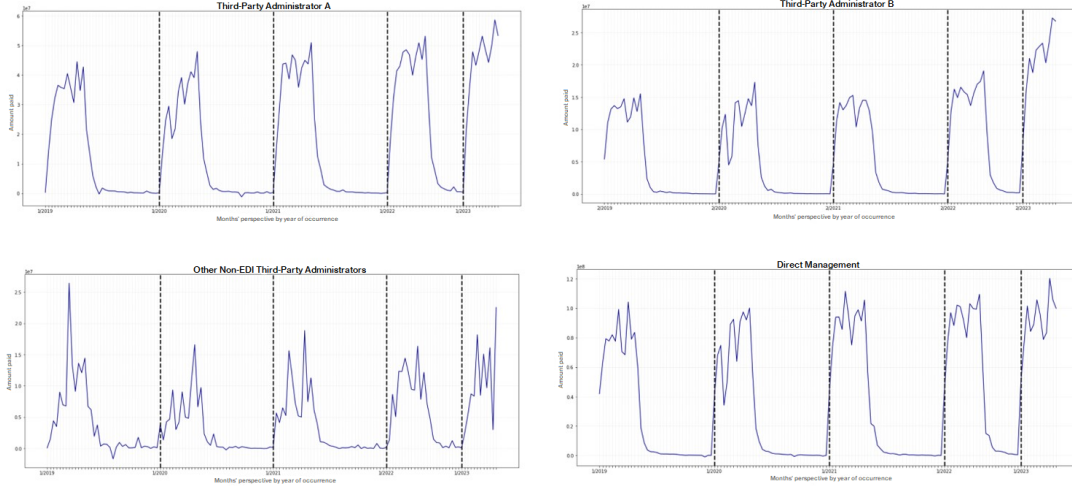 Third-Party Administrator A
1e7
6
5
4
3
2
1
0
Amount paid
1/2019 1/2020 1/2021 1/2022 1/2023
Months' perspective by year of occurrence
Third-Party Administrator B
1e7
2.5
2.0
1.5
1.0
0.5
0.0
Amount paid
1/2019 1/2020 1/2021 1/2022 1/2023
Months' perspective by year of occurrence
Other Non-EDI Third-Party Administrators
1e7
2.5
2.0
1.5
1.0
0.5
0.0
Amount paid
1/2019 1/2020 1/2021 1/2022 1/2023
Months' perspective by year of occurrence
Direct Management
1e8
1.2
1.0
0.8
0.6
0.4
0.2
0.0
Amount paid
1/2019 1/2020 1/2021 1/2022 1/2023
Months' perspective by year of occurrence